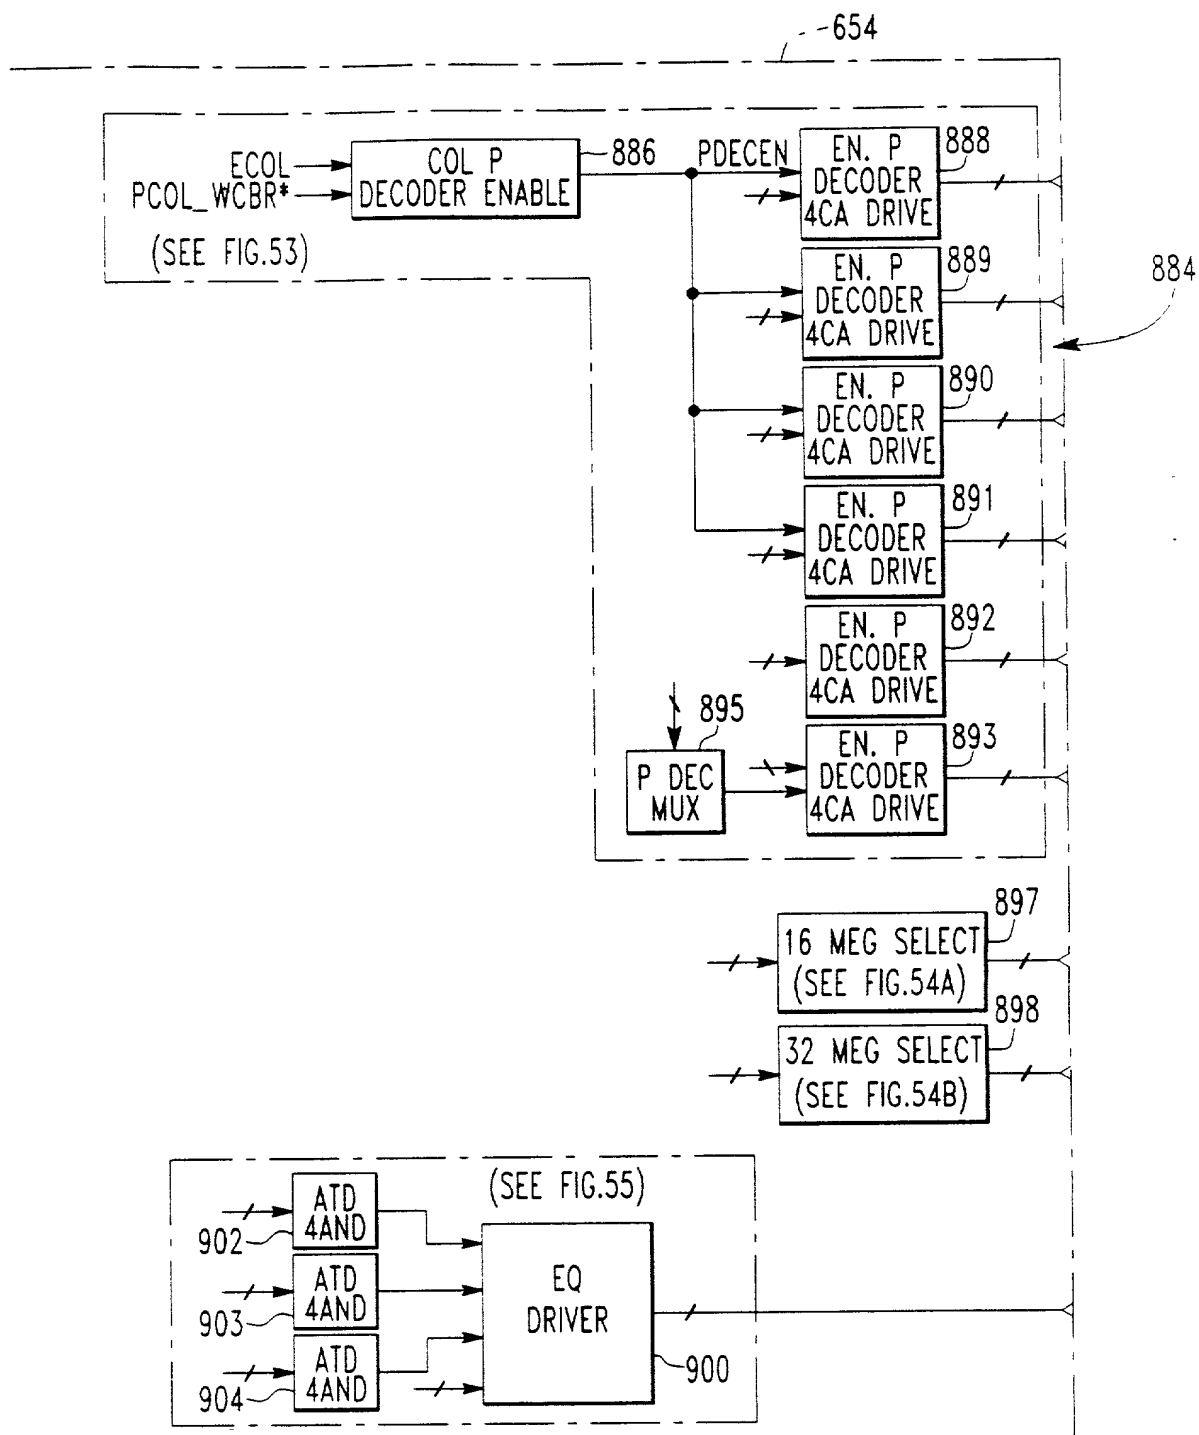 654
ECOL
PCOL_WCBR*
(SEE FIG.53)
COL P
DECODER ENABLE
886
PDECEN
EN. P
DECODER
4CA DRIVE
888
EN. P
DECODER
4CA DRIVE
889
884
EN. P
DECODER
4CA DRIVE
890
EN. P
DECODER
4CA DRIVE
891
EN. P
DECODER
4CA DRIVE
892
P DEC
MUX
895
EN. P
DECODER
4CA DRIVE
893
16 MEG SELECT
(SEE FIG.54A)
897
32 MEG SELECT
(SEE FIG.54B)
898
(SEE FIG.55)
ATD
4AND
902
ATD
4AND
903
ATD
4AND
904
EQ
DRIVER
900